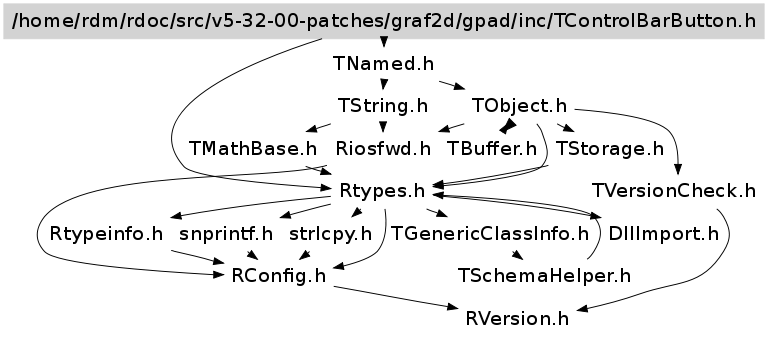 /home/rdm/rdoc/src/v5-32-00-patches/graf2d/gpad/inc/TControlBarButton.h
TNamed.h
TString.h TObject.h
TMathBase.h Riosfwd.h TBuffer.h TStorage.h
Rtypes.h TVersionCheck.h
Rtypeinfo.h snprintf.h strlcpy.h TGenericClassInfo.h DllImport.h
RConfig.h TSchemaHelper.h
RVersion.h